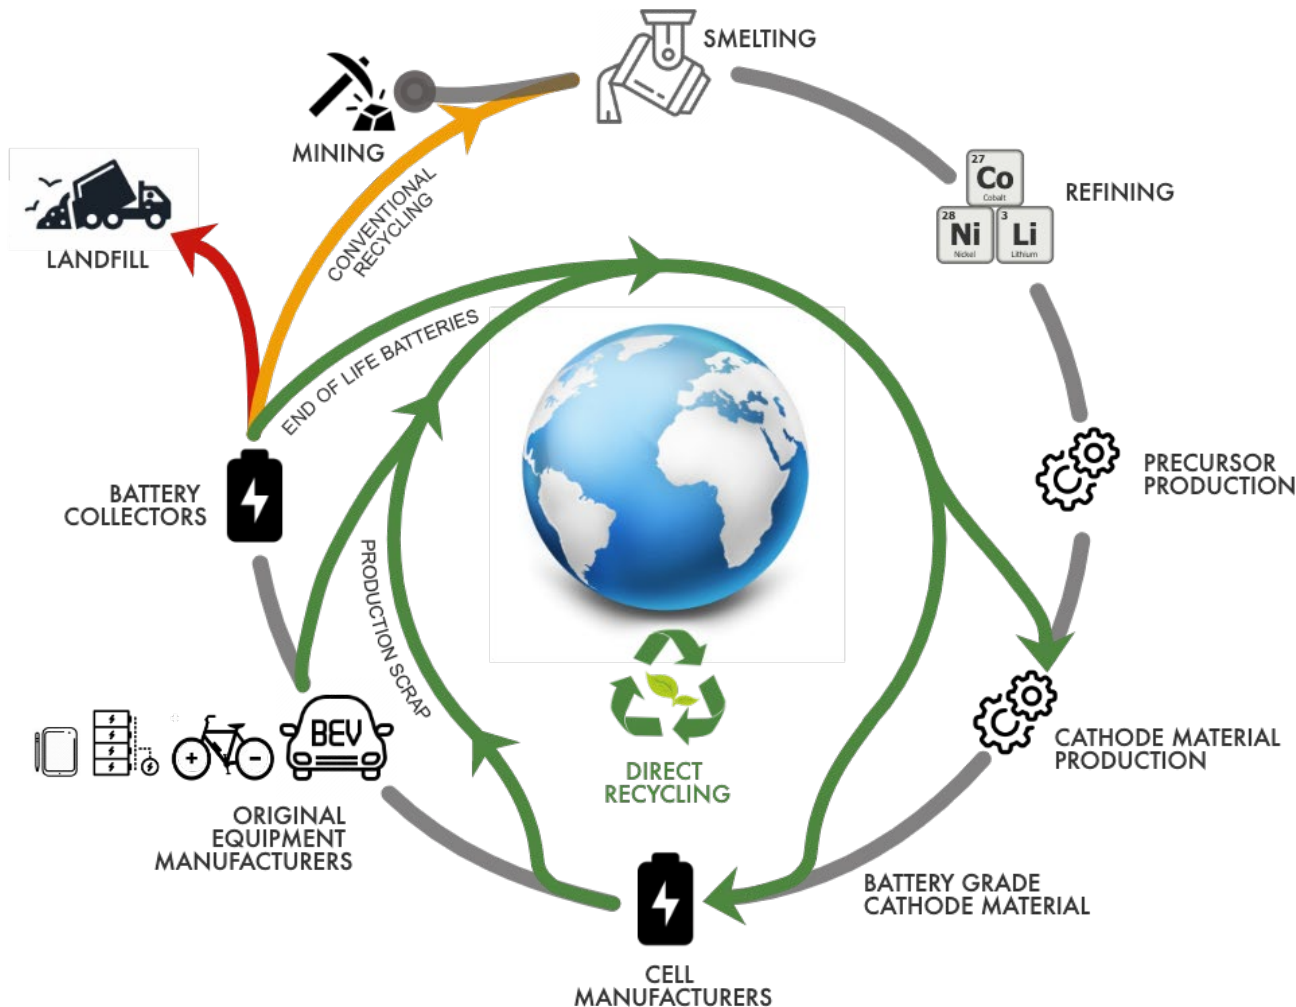 SMELTING
MINING
27
Co
Cobalt
28
Ni
Nickel
3
Li
Lithium
REFINING
LANDFILL
CONVENTIONAL
RECYCLING
END OF LIFE BATTERIES
BATTERY
COLLECTORS
PRECURSOR
PRODUCTION
PRODUCTION SCRAP
BEV
ORIGINAL
EQUIPMENT
MANUFACTURERS
DIRECT
RECYCLING
CATHODE MATERIAL
PRODUCTION
BATTERY GRADE
CATHODE MATERIAL
CELL
MANUFACTURERS